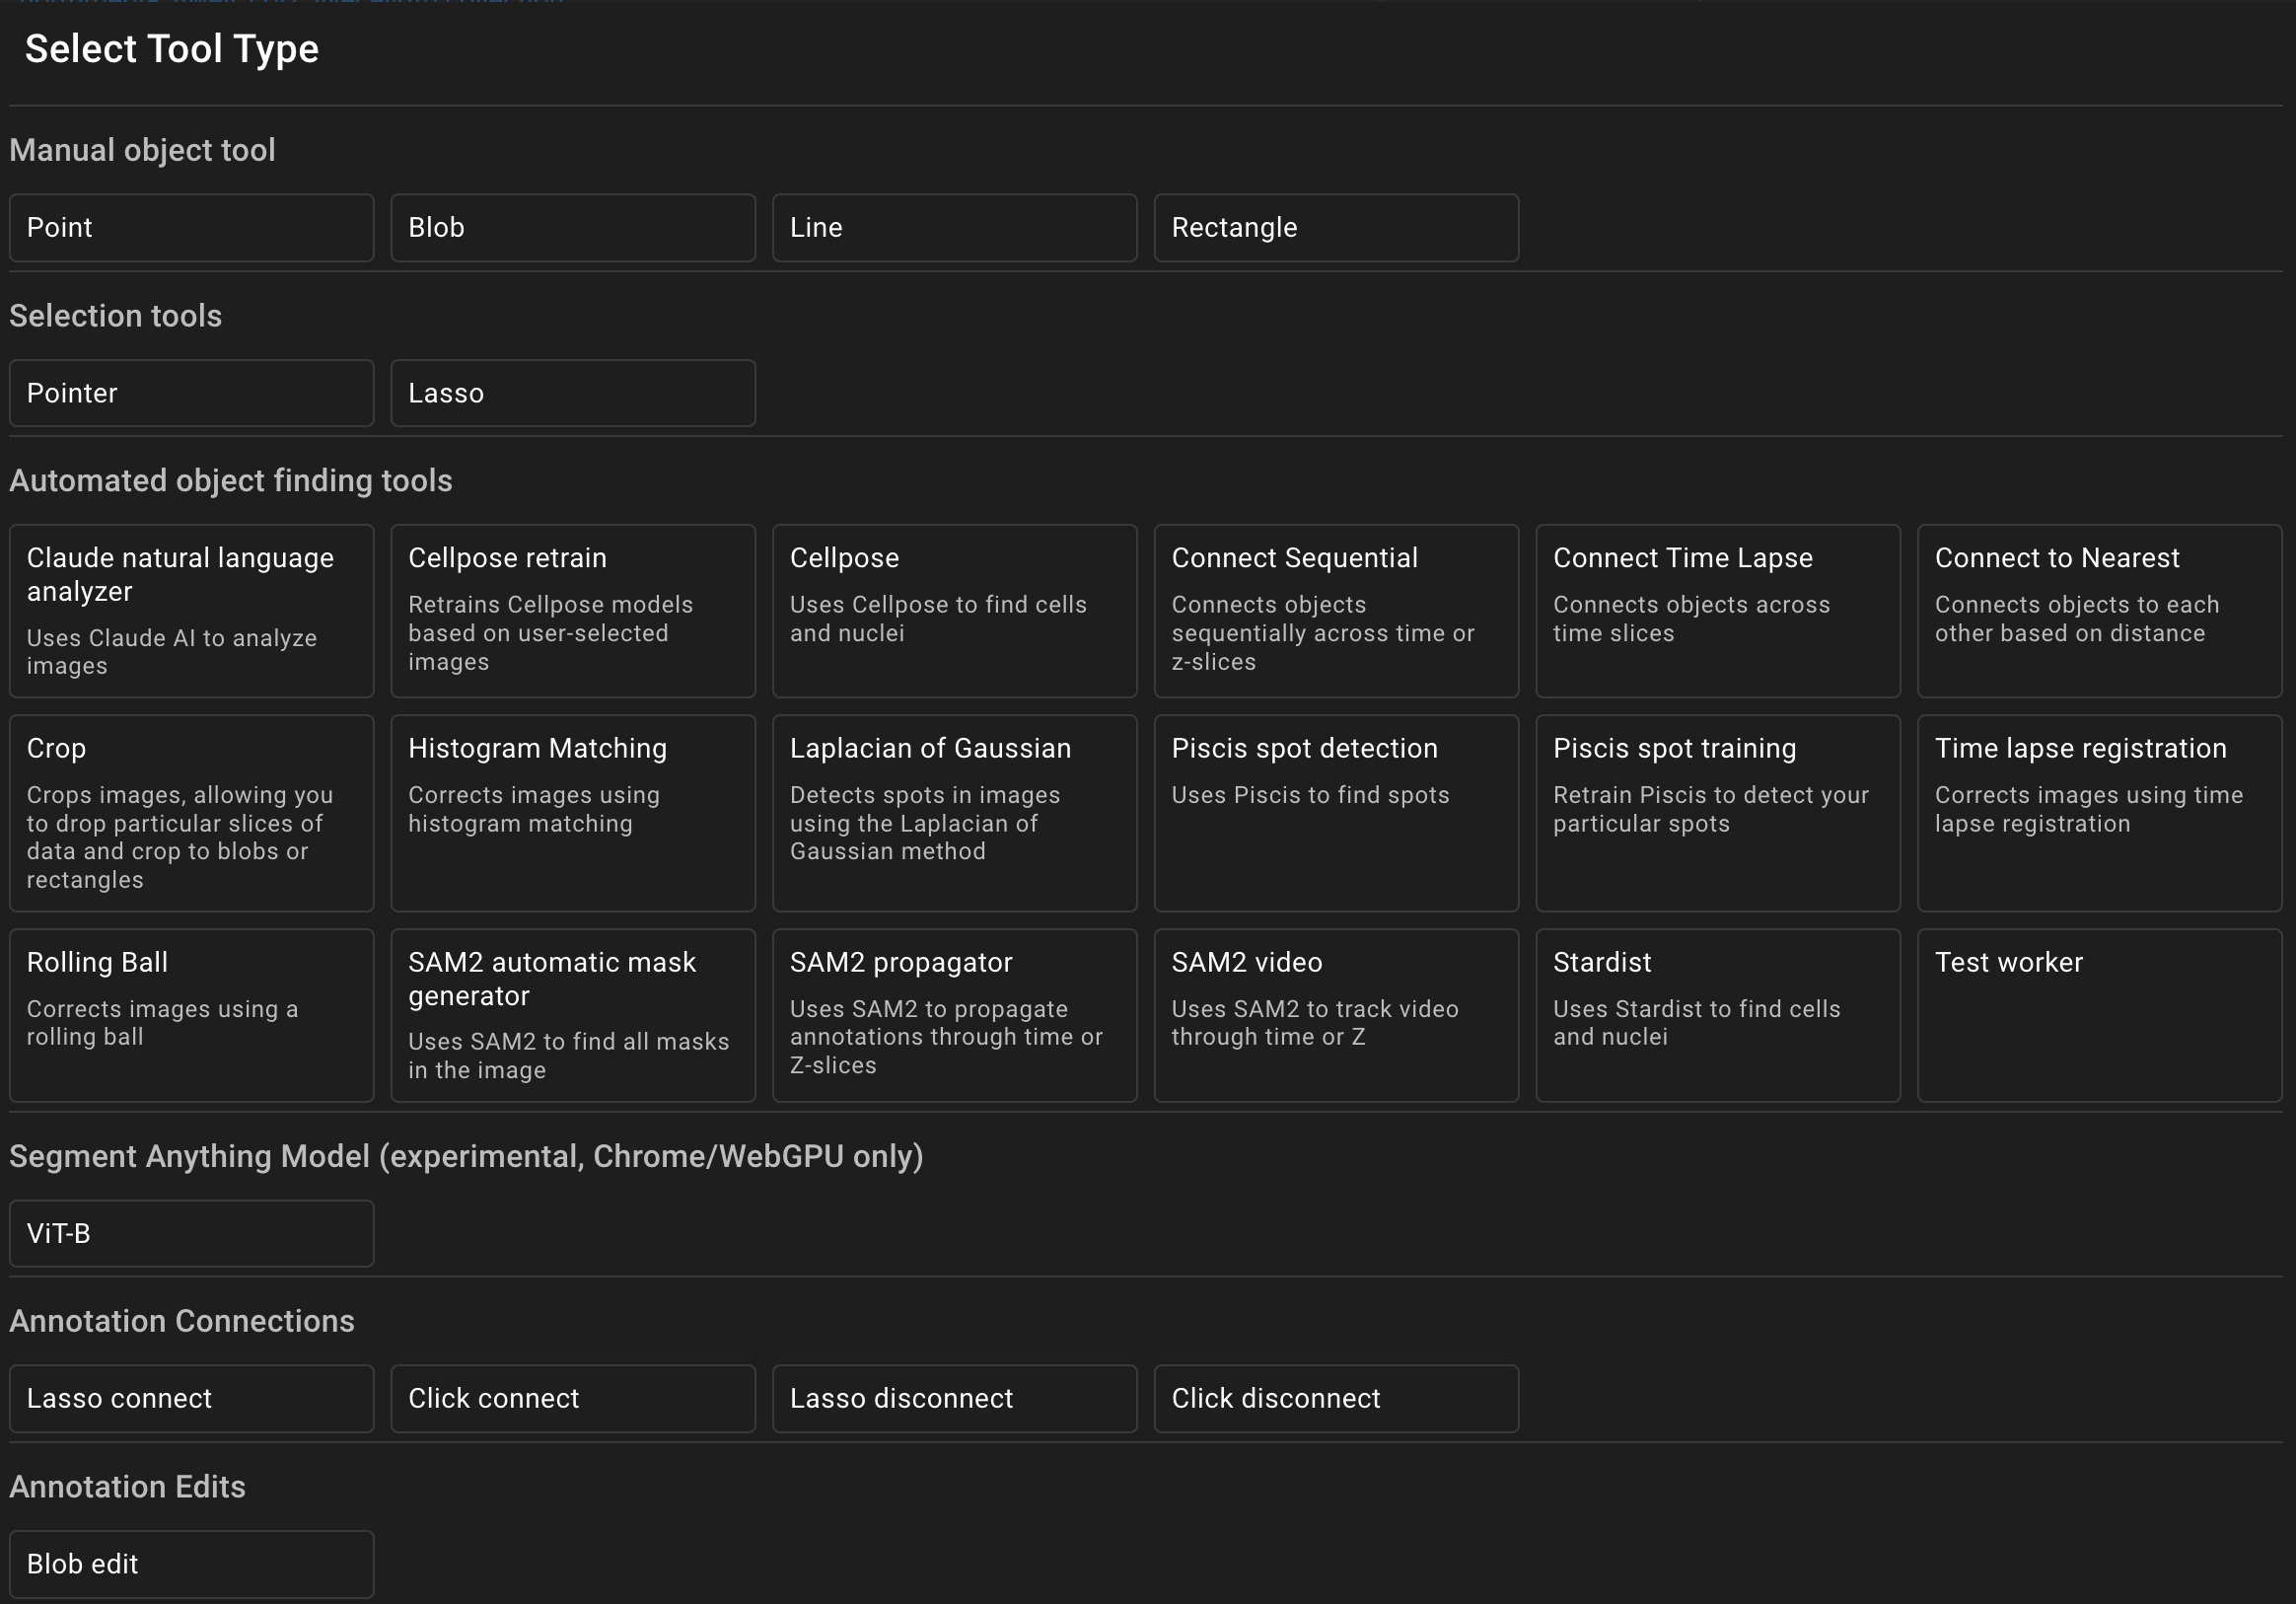 Select Tool Type
Manual object tool
Point
Blob
Line
Rectangle
Selection tools
Pointer
Lasso
Automated object finding tools
Claude natural language
analyzer
Uses Claude AI to analyze
images
Cellpose retrain
Retrains Cellpose models
based on user-selected
images
Cellpose
Uses Cellpose to find cells
and nuclei
Connect Sequential
Connects objects
sequentially across time or
z-slices
Connect Time Lapse
Connects objects across
time slices
Connect to Nearest
Connects objects to each
other based on distance
Crop
Crops images, allowing you
to drop particular slices of
data and crop to blobs or
rectangles
Histogram Matching
Corrects images using
histogram matching
Laplacian of Gaussian
Detects spots in images
using the Laplacian of
Gaussian method
Piscis spot detection
Uses Piscis to find spots
Piscis spot training
Retrain Piscis to detect your
particular spots
Time lapse registration
Corrects images using time
lapse registration
Rolling Ball
Corrects images using a
rolling ball
SAM2 automatic mask
generator
Uses SAM2 to find all masks
in the image
SAM2 propagator
Uses SAM2 to propagate
annotations through time or
Z-slices
SAM2 video
Uses SAM2 to track video
through time or Z
Stardist
Uses Stardist to find cells
and nuclei
Test worker
Segment Anything Model (experimental, Chrome/WebGPU only)
ViT-B
Annotation Connections
Lasso connect
Click connect
Lasso disconnect
Click disconnect
Annotation Edits
Blob edit